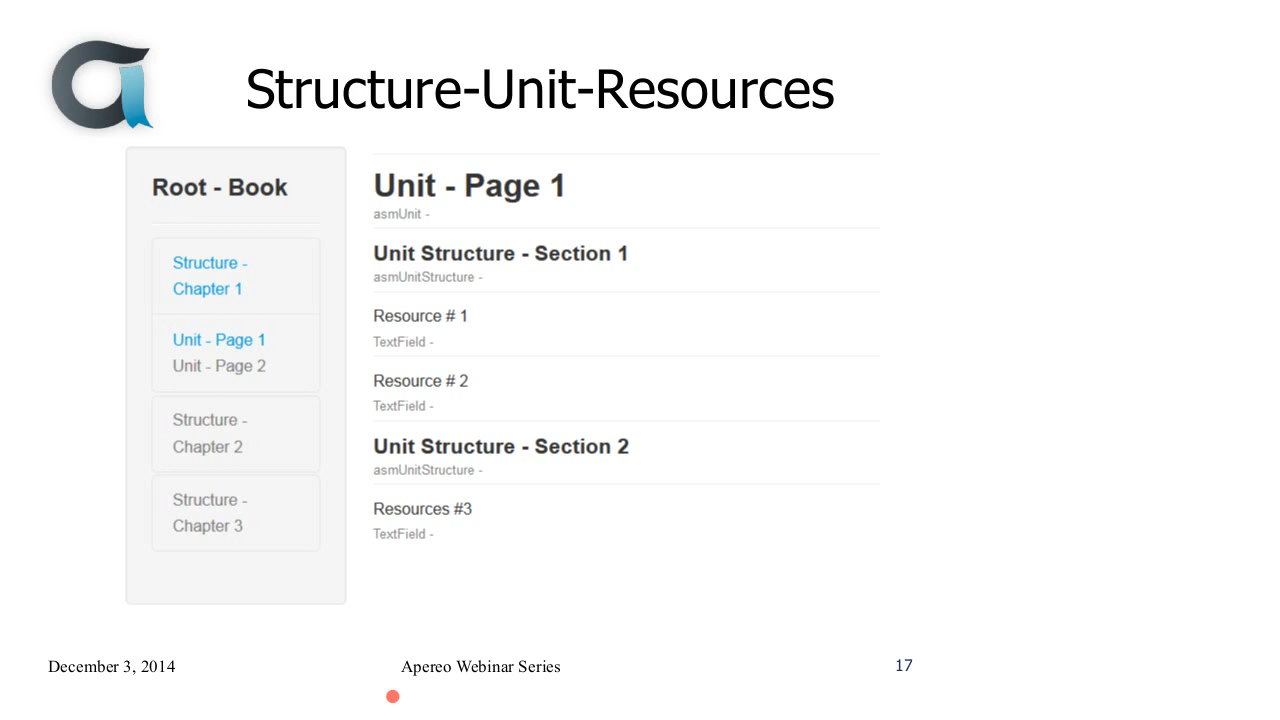 Structure-Unit-Resources
Root - Book
Structure -
Chapter 1
Unit - Page 1
Unit - Page 2
Structure -
Chapter 2
Structure -
Chapter 3
Unit - Page 1
asmUnit -
Unit Structure - Section 1
asmUnitStructure -
Resource # 1
TextField -
Resource # 2
TextField -
Unit Structure - Section 2
asmUnitStructure -
Resources #3
TextField -
December 3, 2014
Apereo Webinar Series
17